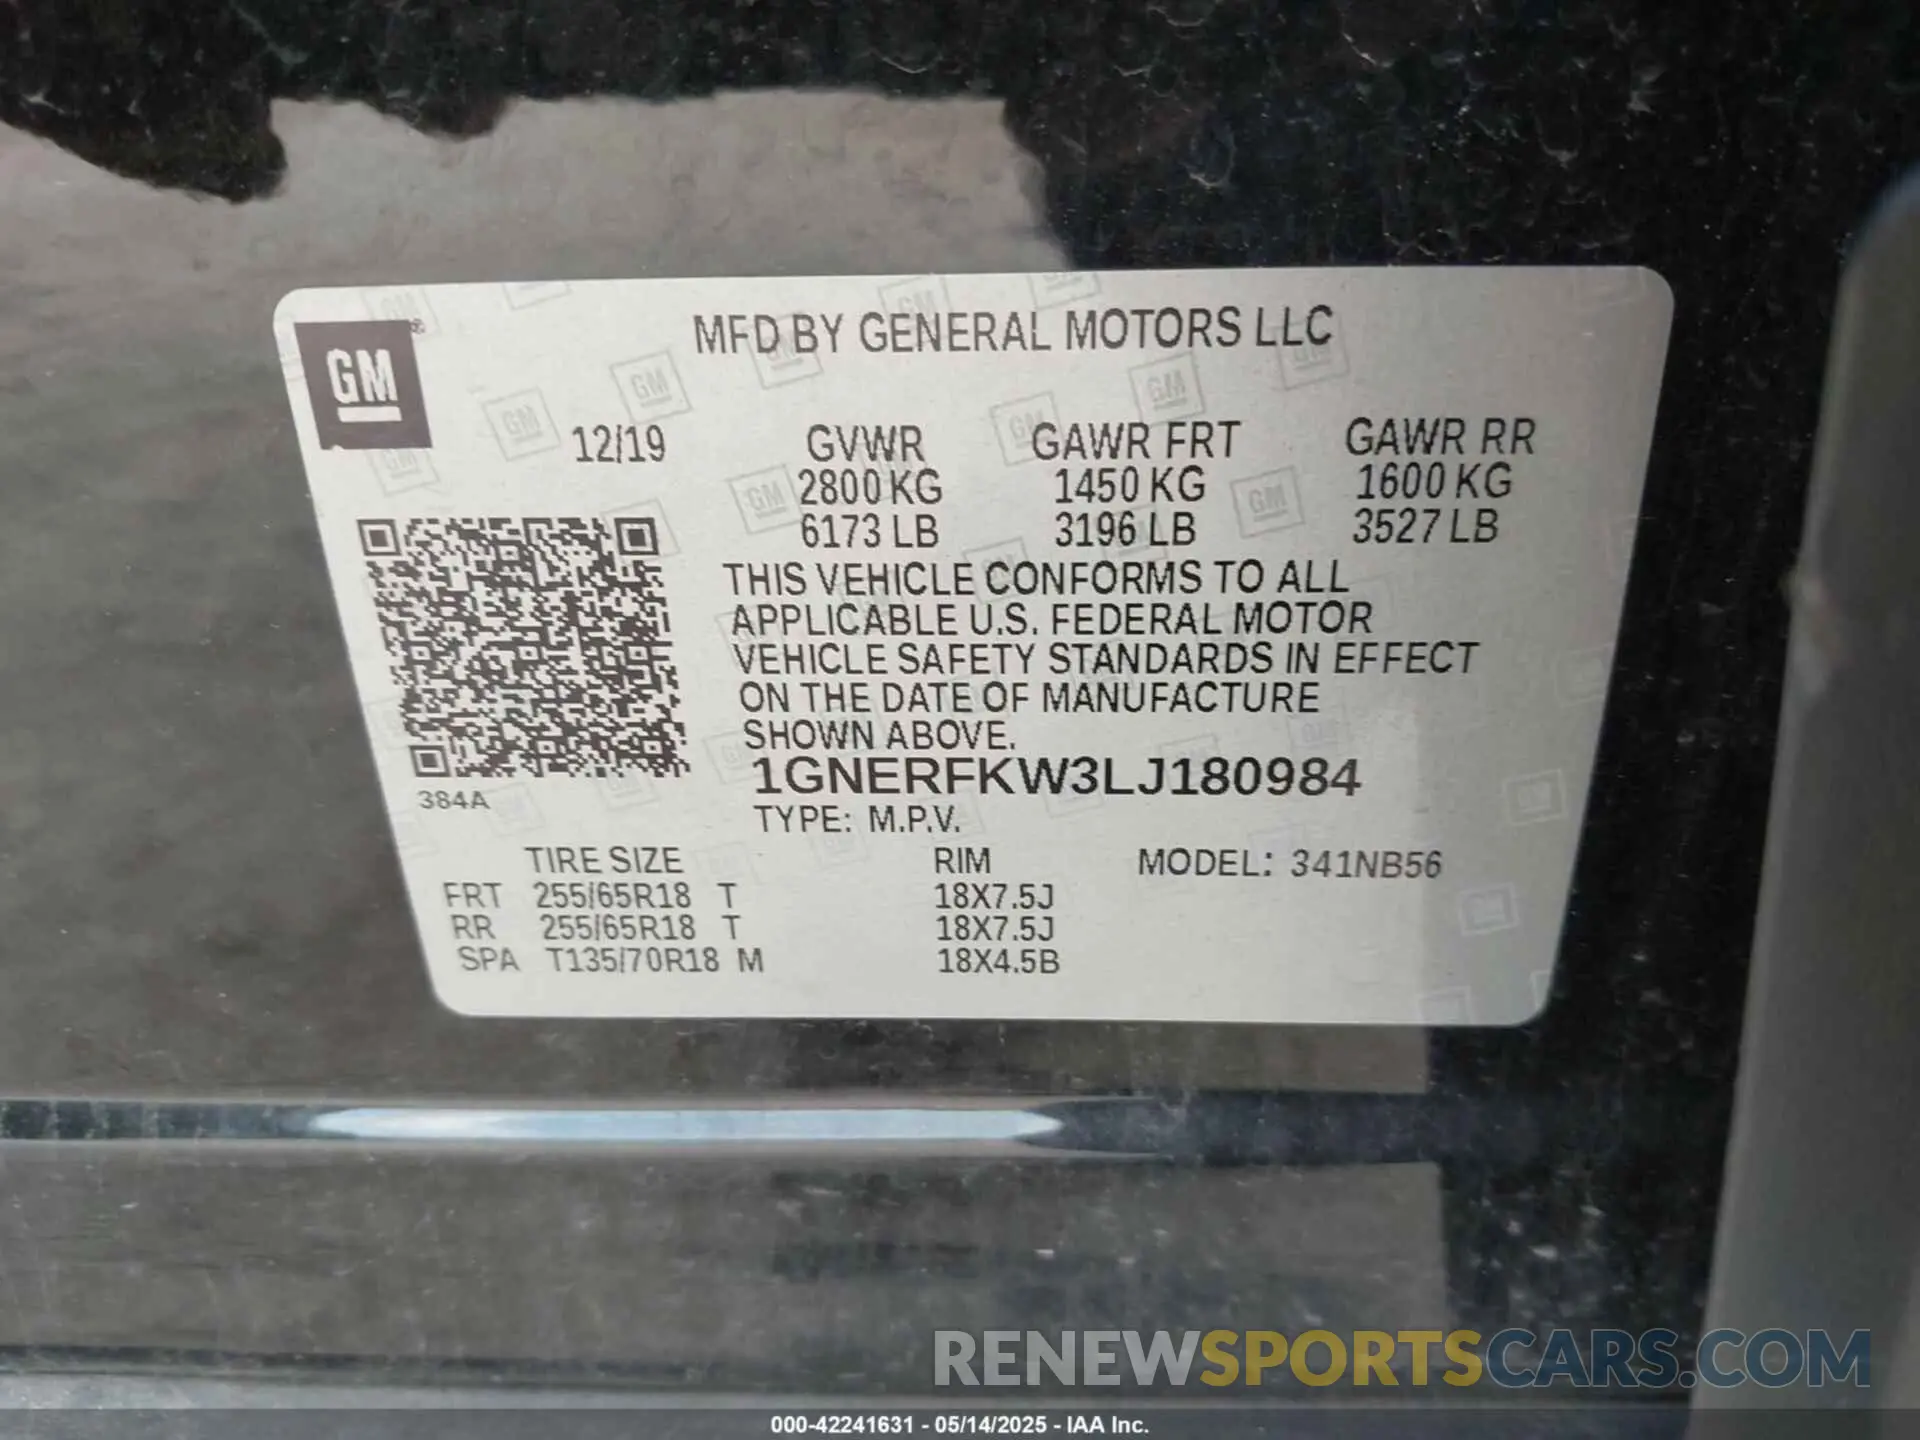 MFD BY GENERAL MOTORS LLC
GM®
12/19 GVWR GAWR FRT GAWR RR
2800 KG 1450 KG 1600 KG
6173 LB 3196 LB 3527 LB
THIS VEHICLE CONFORMS TO ALL
APPLICABLE U.S. FEDERAL MOTOR
VEHICLE SAFETY STANDARDS IN EFFECT
ON THE DATE OF MANUFACTURE
SHOWN ABOVE.
1GNERFKW3LJ180984
384A
TYPE: M.P.V.
TIRE SIZE RIM MODEL: 341NB56
FRT 255/65R18 T 18X7.5J
RR 255/65R18 T 18X7.5J
SPA T135/70R18 M 18X4.5B
RENEWSPORTSCARS.COM
000-42241631 - 05/14/2025 - IAA Inc.